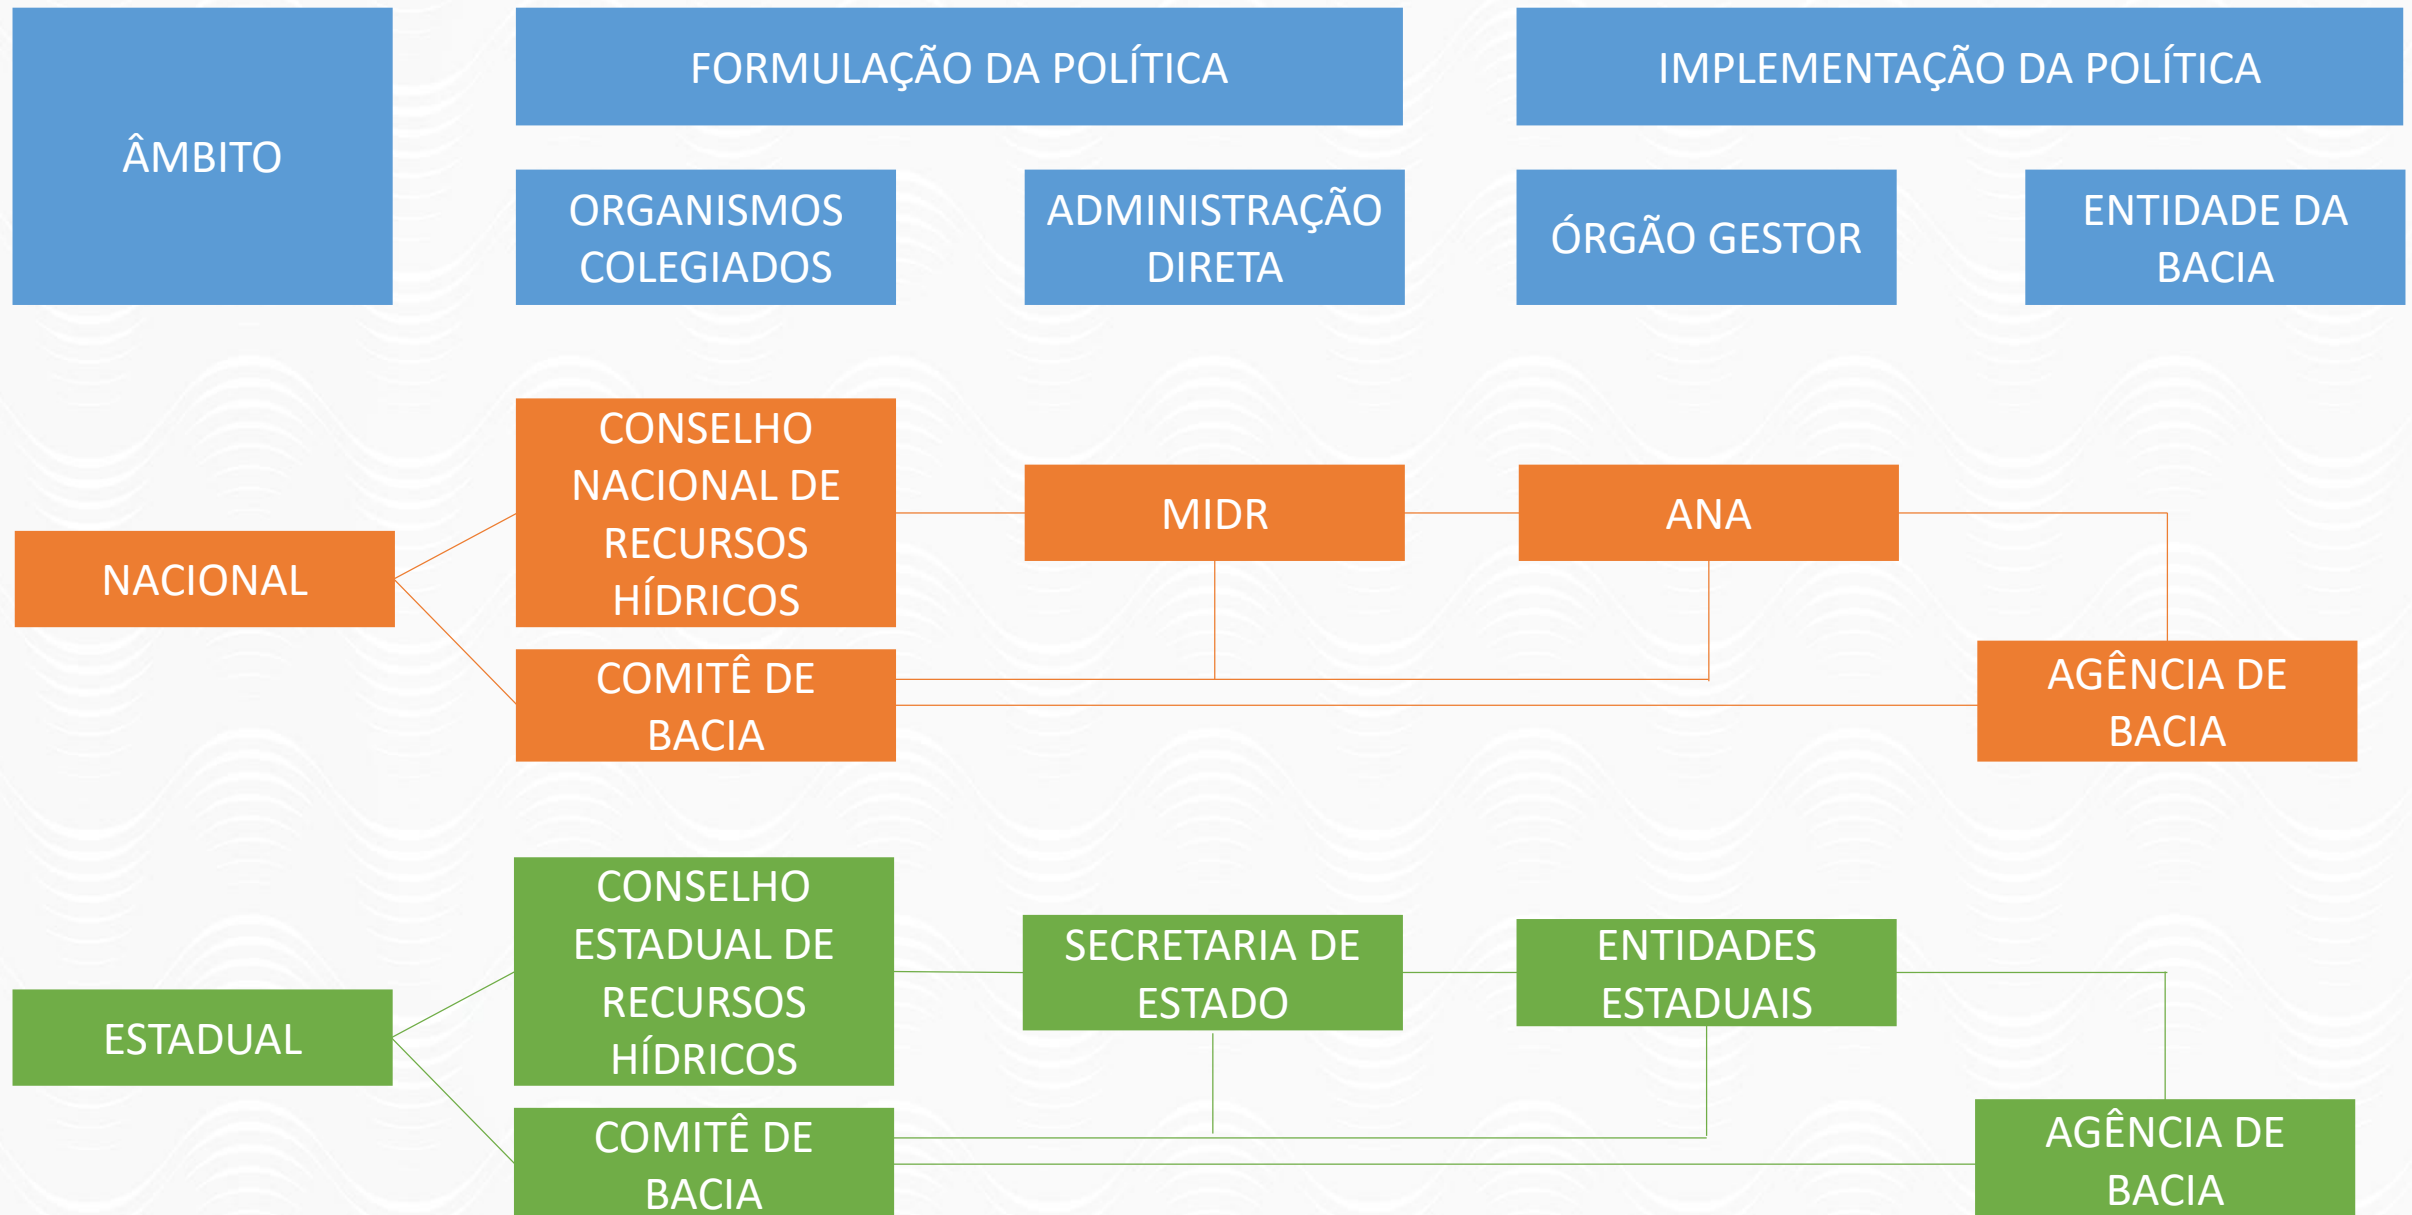 ÂMBITO
FORMULAÇÃO DA POLÍTICA
IMPLEMENTAÇÃO DA POLÍTICA
ORGANISMOS
COLEGIADOS
ADMINISTRAÇÃO
DIRETA
ÓRGÃO GESTOR
ENTIDADE DA
BACIA
NACIONAL
CONSELHO
NACIONAL DE
RECURSOS
HÍDRICOS
MIDR
ANA
COMITÊ DE
BACIA
AGÊNCIA DE
BACIA
ESTADUAL
CONSELHO
ESTADUAL DE
RECURSOS
HÍDRICOS
SECRETARIA DE
ESTADO
ENTIDADES
ESTADUAIS
COMITÊ DE
BACIA
AGÊNCIA DE
BACIA